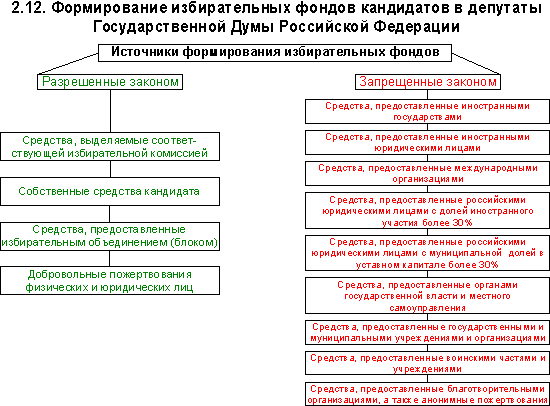 2.12. Формирование избирательных фондов кандидатов в депутаты
Государственной Думы Российской Федерации
Источники формирования избирательных фондов
Разрешенные законом
Средства, выделяемые соответ-
ствующей избирательной комиссией
Собственные средства кандидата
Средства, предоставленные
избирательным объединением (блоком)
Добровольные пожертвования
физических и юридических лиц
Запрещенные законом
Средства, предоставленные иностранными
государствами
Средства, предоставленные иностранными
юридическими лицами
Средства, предоставленные международными
организациями
Средства, предоставленные российскими
юридическими лицами с долей иностранного
участия более 30%
Средства, предоставленные российскими
юридическими лицами с муниципальной долей в
уставном капитале более 30%
Средства, предоставленные органами
государственной власти и местного
самоуправления
Средства, предоставленные государственными и
муниципальными учреждениями и организациями
Средства, предоставленные воинскими частями и
учреждениями
Средства, предоставленные благотворительными
организациями, а также анонимные пожертвования